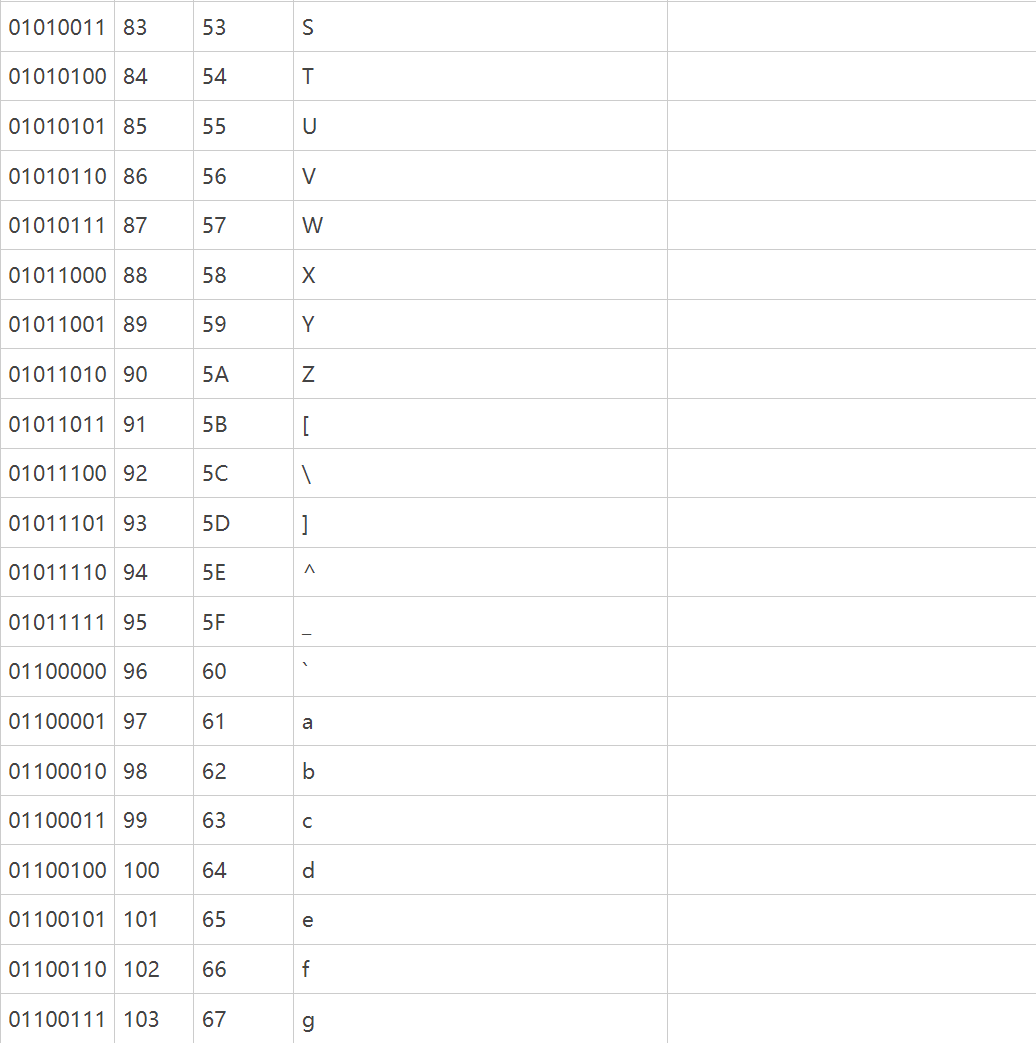 01010011 83 53 S
01010100 84 54 T
01010101 85 55 U
01010110 86 56 V
01010111 87 57 W
01011000 88 58 X
01011001 89 59 Y
01011010 90 5A Z
01011011 91 5B [
01011100 92 5C \
01011101 93 5D ]
01011110 94 5E ^
01011111 95 5F _
01100000 96 60 `
01100001 97 61 a
01100010 98 62 b
01100011 99 63 c
01100100 100 64 d
01100101 101 65 e
01100110 102 66 f
01100111 103 67 g